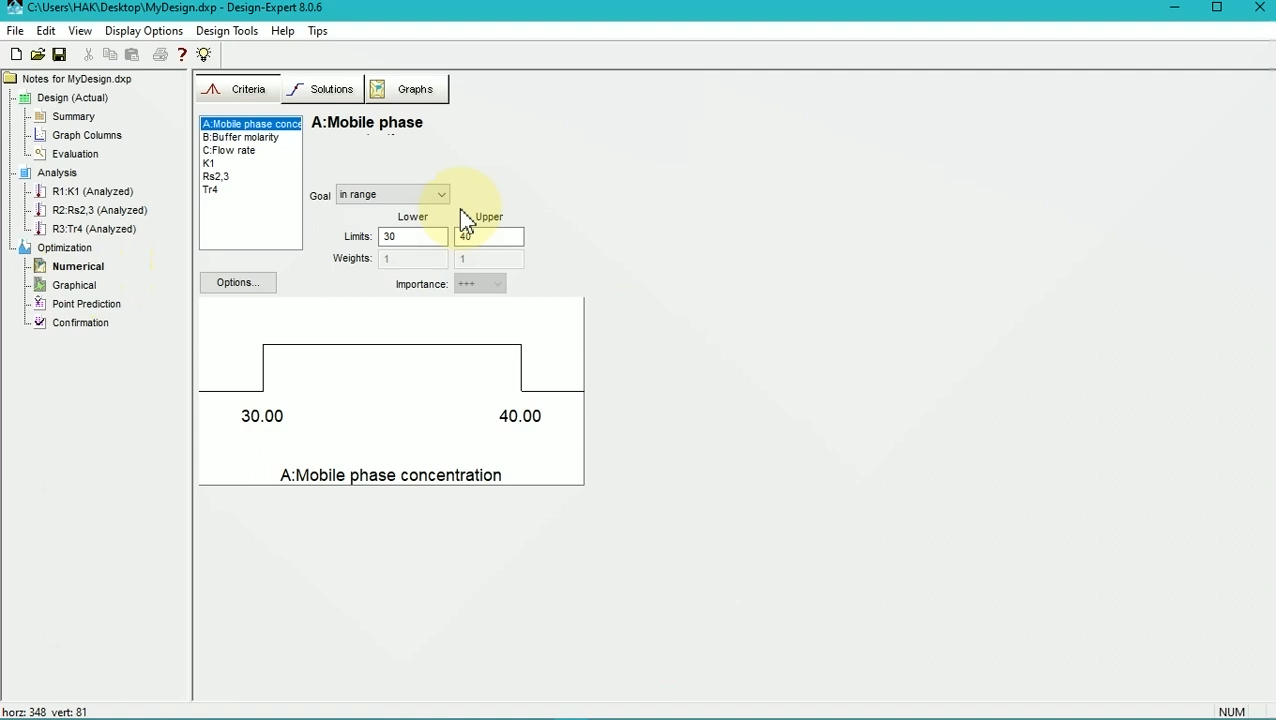 C:\Users\HAK\Desktop\MyDesign.dxp - Design-Expert 8.0.6
File Edit View Display Options Design Tools Help Tips
Notes for MyDesign.dxp
Design (Actual)
Summary
Graph Columns
Evaluation
Analysis
R1:K1 (Analyzed)
R2:Rs2,3 (Analyzed)
R3:Tr4 (Analyzed)
Optimization
Numerical
Graphical
Point Prediction
Confirmation
Criteria Solutions Graphs
A:Mobile phase conce
B:Buffer molarity
C:Flow rate
K1
Rs2,3
Tr4
Options...
A:Mobile phase
Goal in range
Lower Upper
Limits: 30 40
Weights: 1 1
Importance: +++
30.00 40.00
A:Mobile phase concentration
horz: 348 vert: 81 NUM